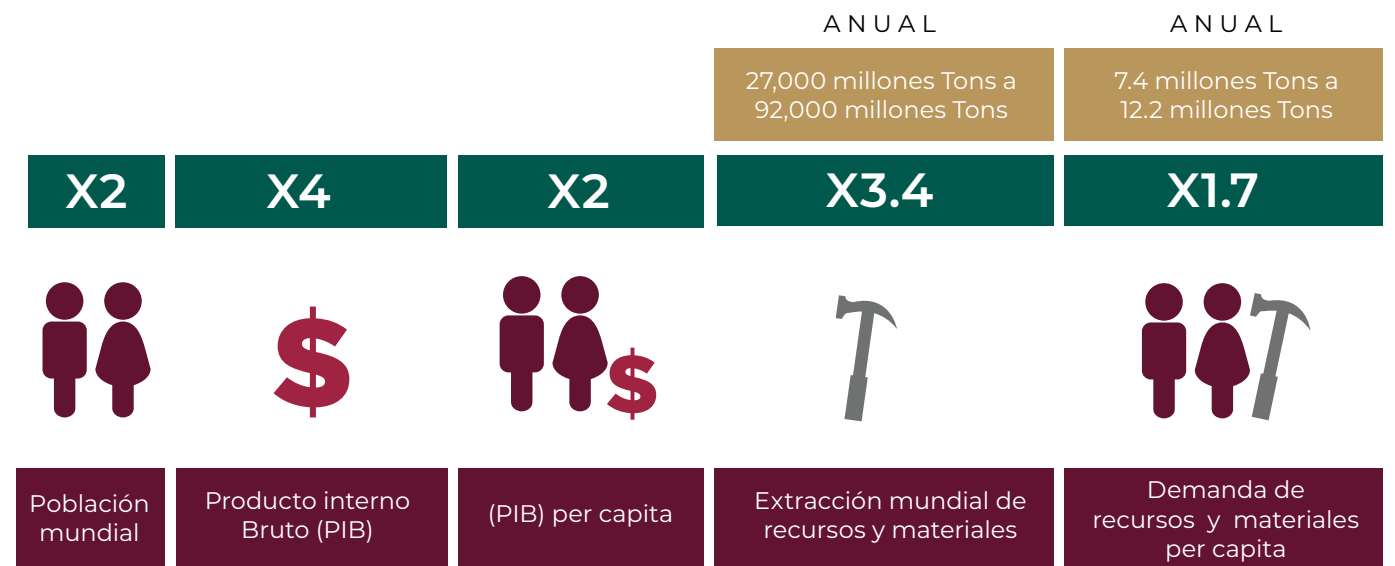 ANUAL
ANUAL
27,000 millones Tons a
92,000 millones Tons
7.4 millones Tons a
12.2 millones Tons
X2
X4
X2
X3.4
X1.7
$
$
Población
mundial
Producto interno
Bruto (PIB)
(PIB) per capita
Extracción mundial de
recursos y materiales
Demanda de
recursos y materiales
per capita